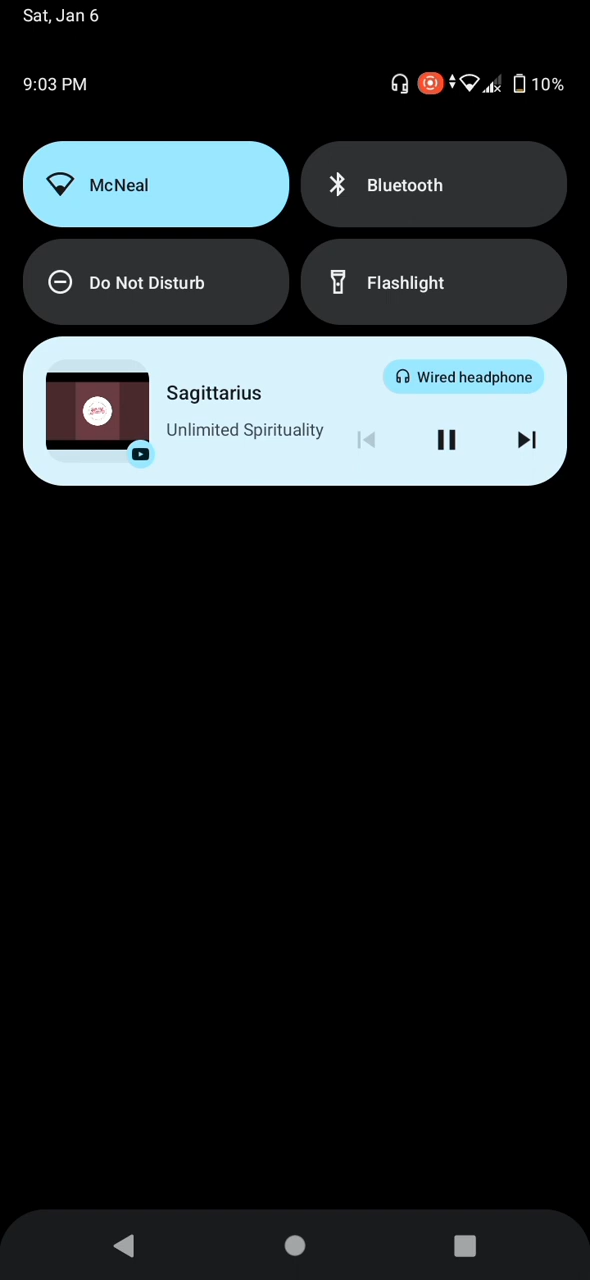 Sat, Jan 6
9:03 PM
10%
McNeal
Bluetooth
Do Not Disturb
Flashlight
Wired headphone
Sagittarius
Unlimited Spirituality